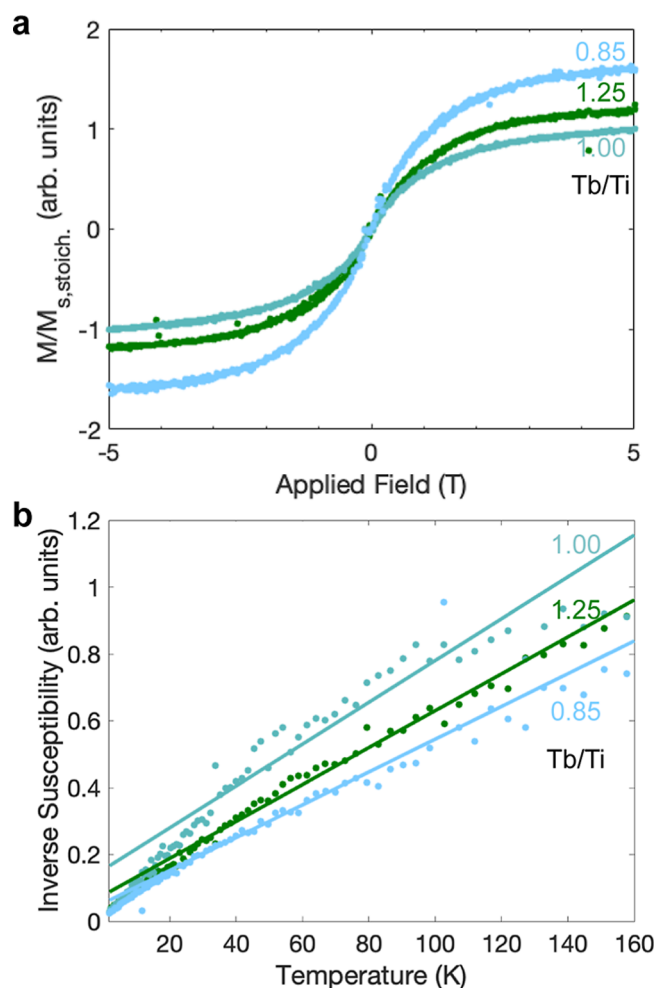 a
M/M_s,stoich. (arb. units)
2
1
0
-1
-2
0.85
1.25
1.00
Tb/Ti
-5
0
5
Applied Field (T)
b
Inverse Susceptibility (arb. units)
1.2
1
0.8
0.6
0.4
0.2
0
1.00
1.25
0.85
Tb/Ti
20 40 60 80 100 120 140 160
Temperature (K)